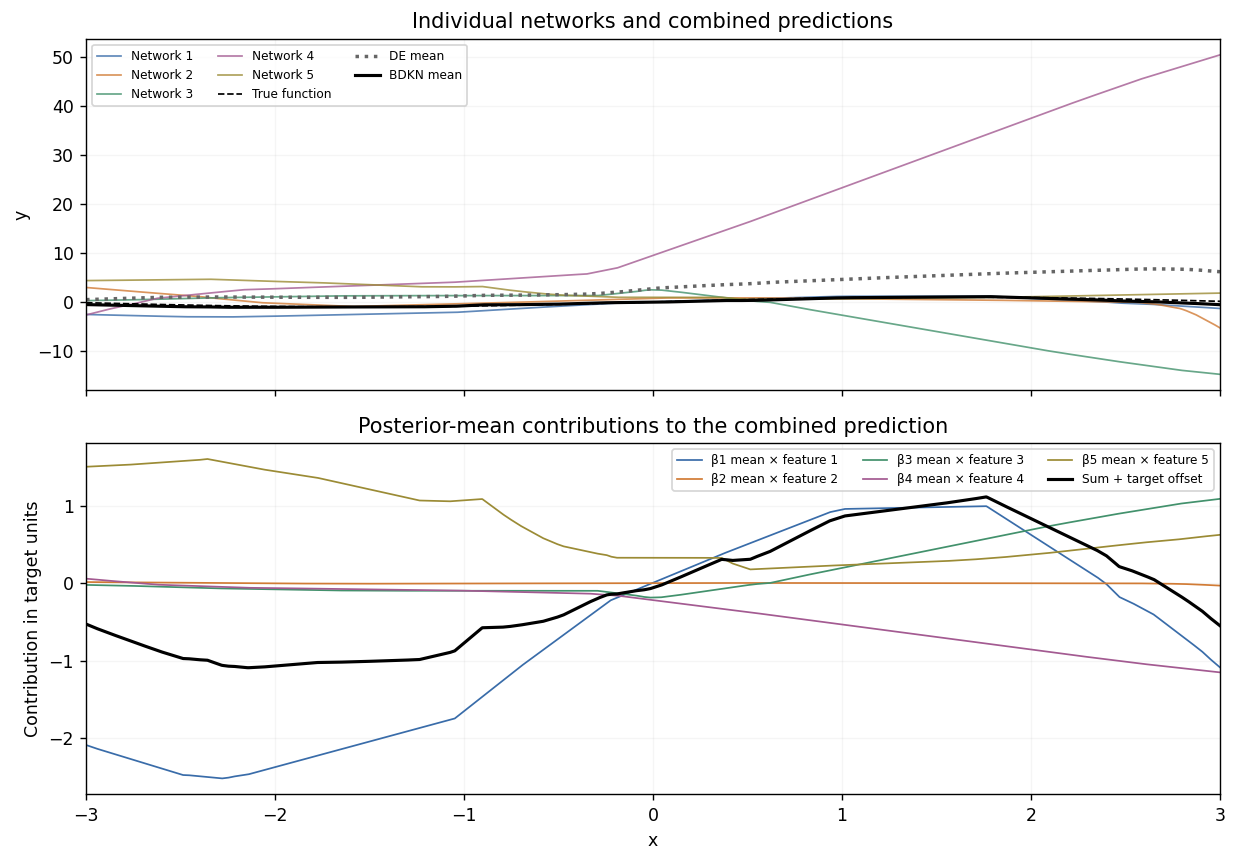 Individual networks and combined predictions
Network 1
Network 2
Network 3
Network 4
Network 5
True function
DE mean
BDKN mean
50
40
30
20
10
0
−10
y
Posterior-mean contributions to the combined prediction
β1 mean × feature 1
β2 mean × feature 2
β3 mean × feature 3
β4 mean × feature 4
β5 mean × feature 5
Sum + target offset
1
0
−1
−2
Contribution in target units
−3
−2
−1
0
1
2
3
x